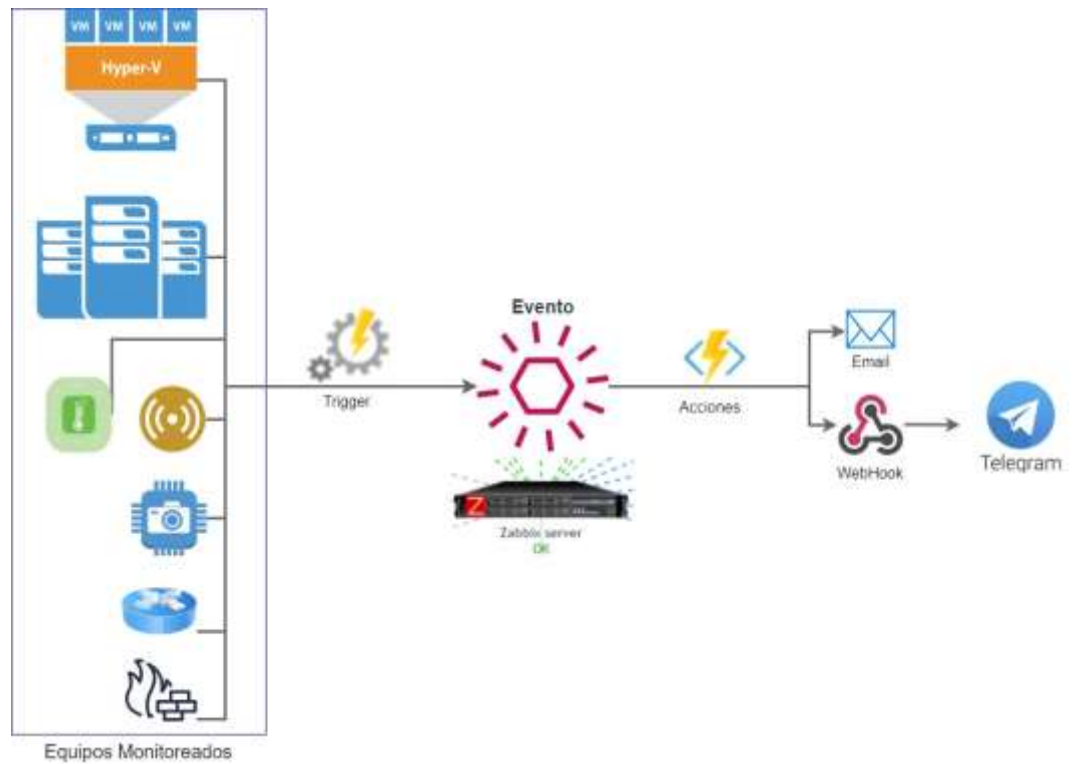 VM VM VM VM
Hyper-V
Evento
Trigger
Acciones
Email
WebHook
Telegram
Z
Zabbix server
OK
Equipos Monitoreados